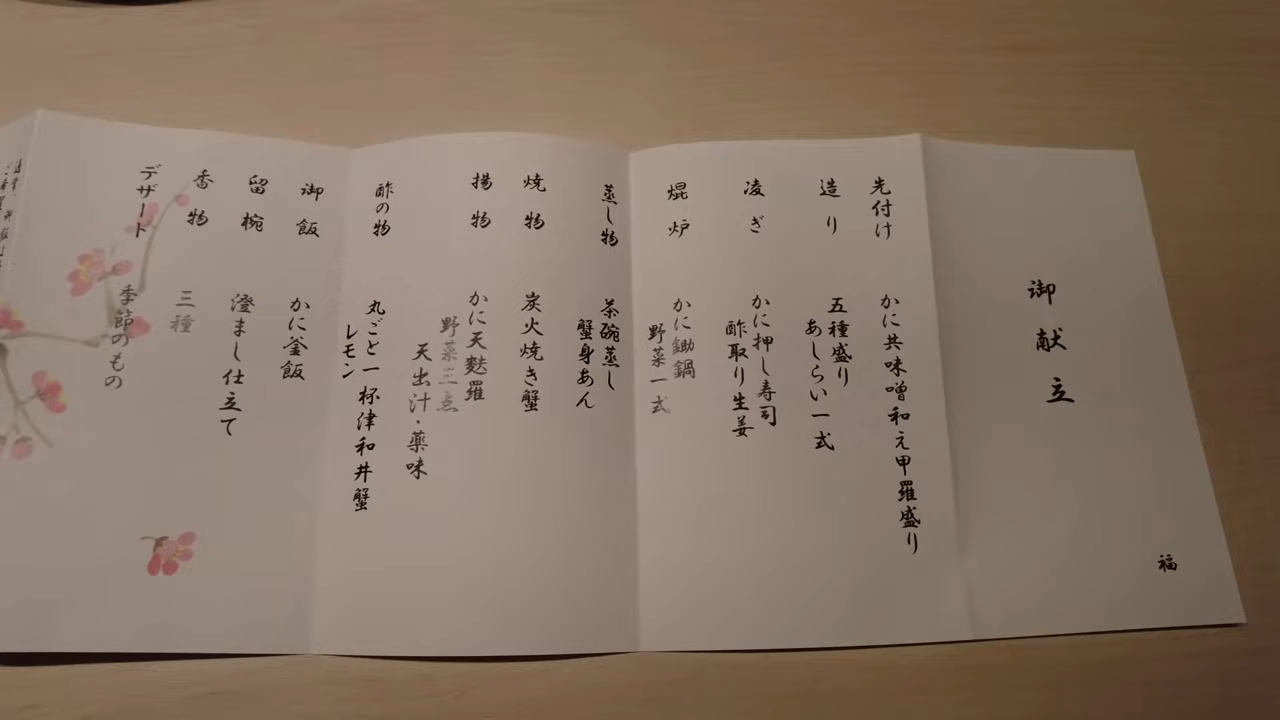 御献立
福
先付け
かに共味噌和え甲羅盛り
造り
五種盛り
あしらい一式
凌ぎ
かに押し寿司
酢取り生姜
焜炉
かに鋤鍋
野菜一式
蒸し物
茶碗蒸し
蟹身あん
焼物
炭火焼き蟹
揚物
かに天麩羅
野菜三点
天出汁・薬味
酢の物
丸ごと一杯津和井蟹
レモン
御飯
かに釜飯
留椀
澄まし仕立て
香物
三種
デザート
季節のもの